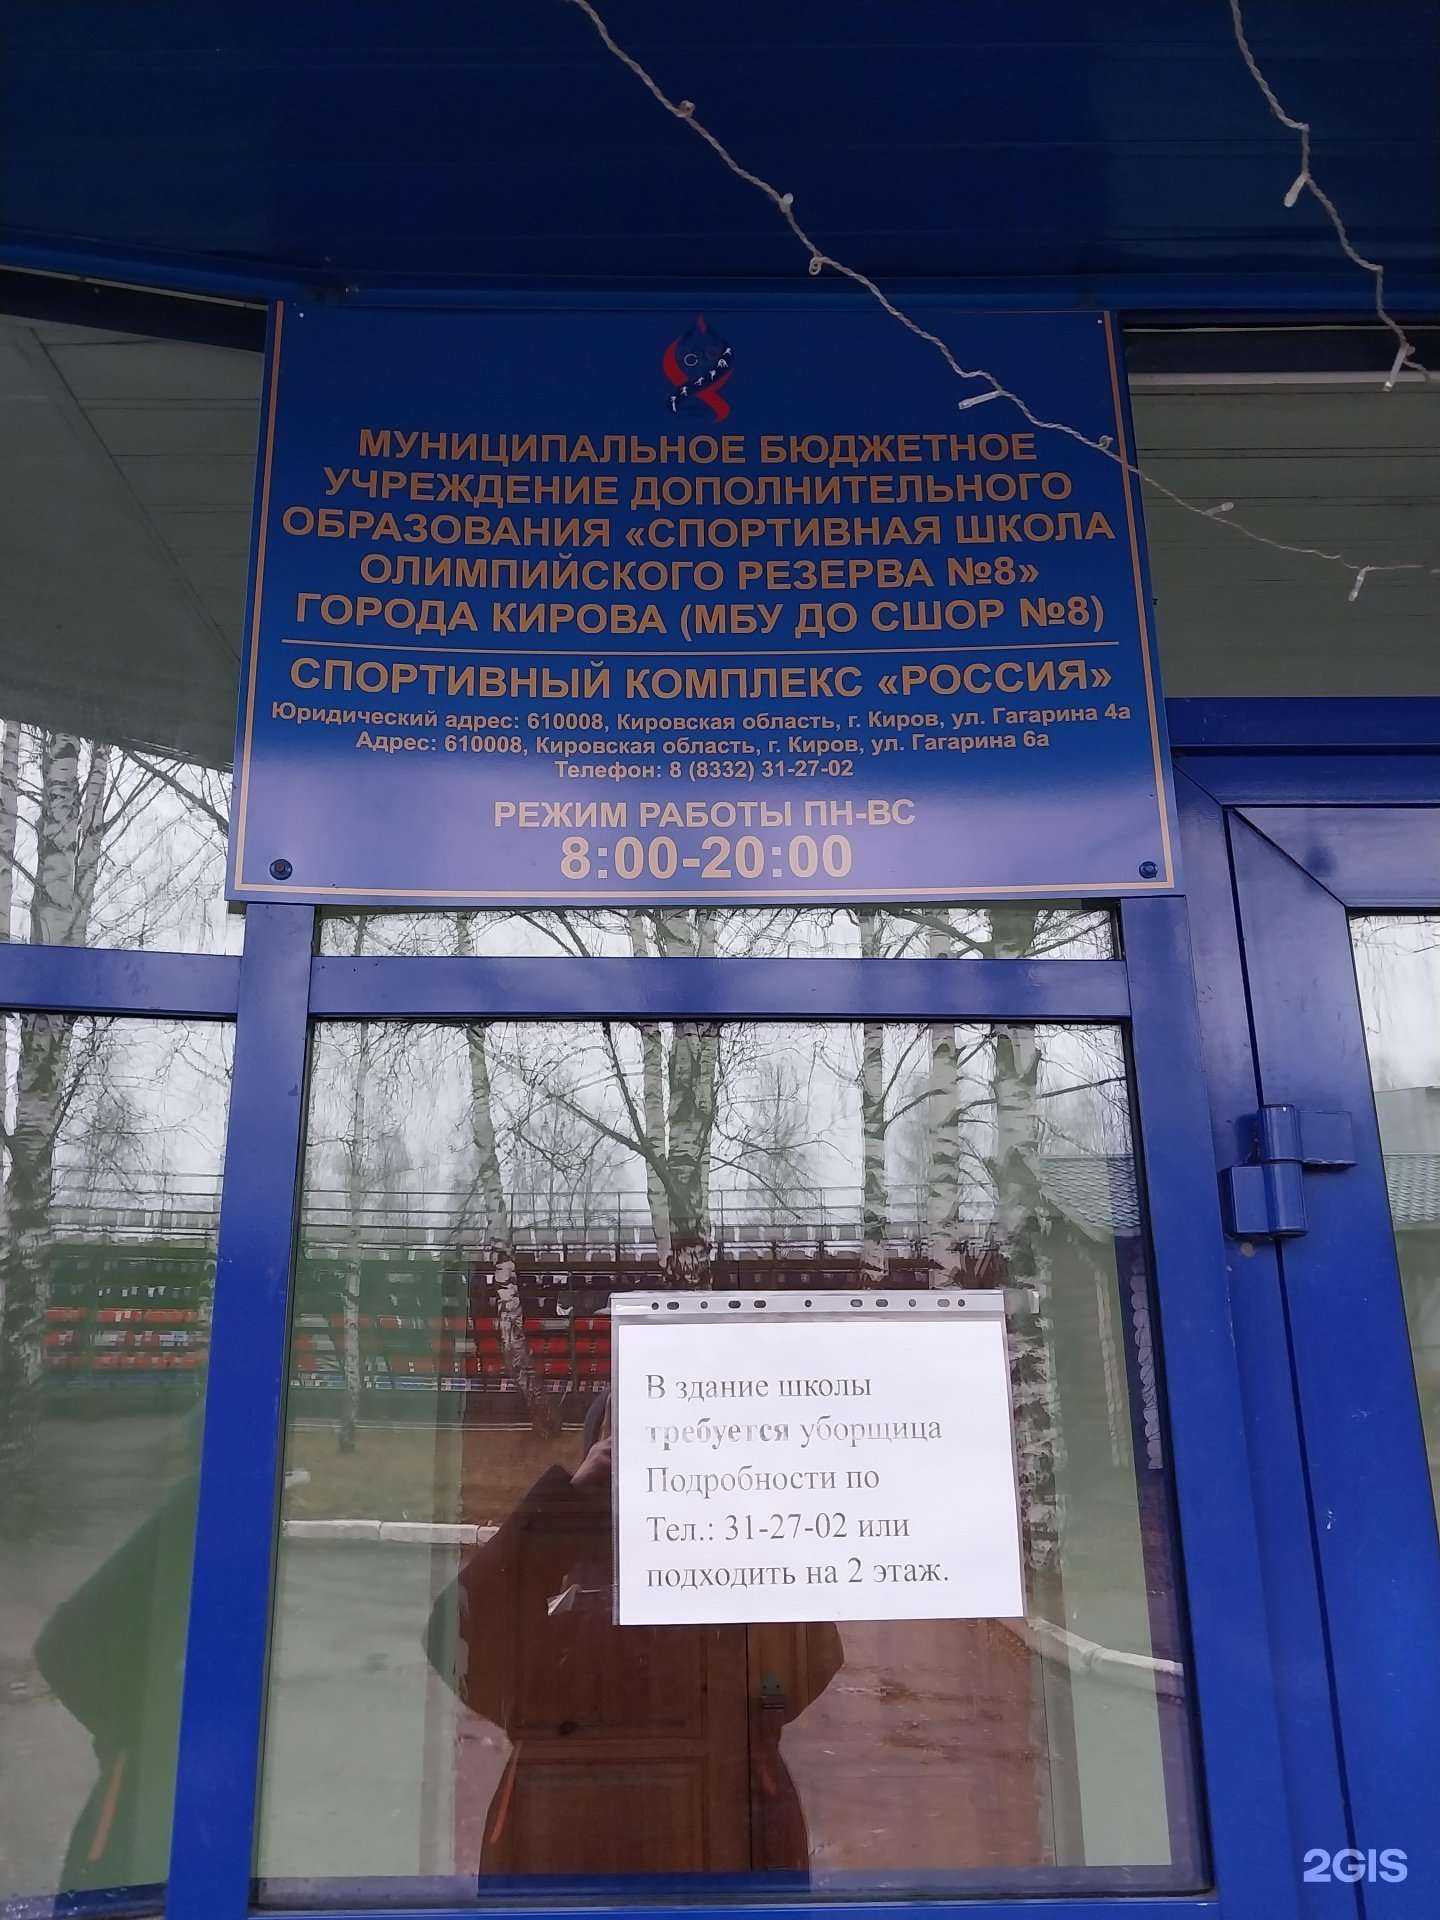 МУНИЦИПАЛЬНОЕ БЮДЖЕТНОЕ
УЧРЕЖДЕНИЕ ДОПОЛНИТЕЛЬНОГО
ОБРАЗОВАНИЯ «СПОРТИВНАЯ ШКОЛА
ОЛИМПИЙСКОГО РЕЗЕРВА №8»
ГОРОДА КИРОВА (МБУ ДО СШОР №8)
СПОРТИВНЫЙ КОМПЛЕКС «РОССИЯ»
Юридический адрес: 610008, Кировская область, г. Киров, ул. Гагарина 4а
Адрес: 610008, Кировская область, г. Киров, ул. Гагарина 6а
Телефон: 8 (8332) 31-27-02
РЕЖИМ РАБОТЫ ПН-ВС
8:00-20:00
В здание школы
требуется уборщица
Подробности по
Тел.: 31-27-02 или
подходить на 2 этаж.
2GIS